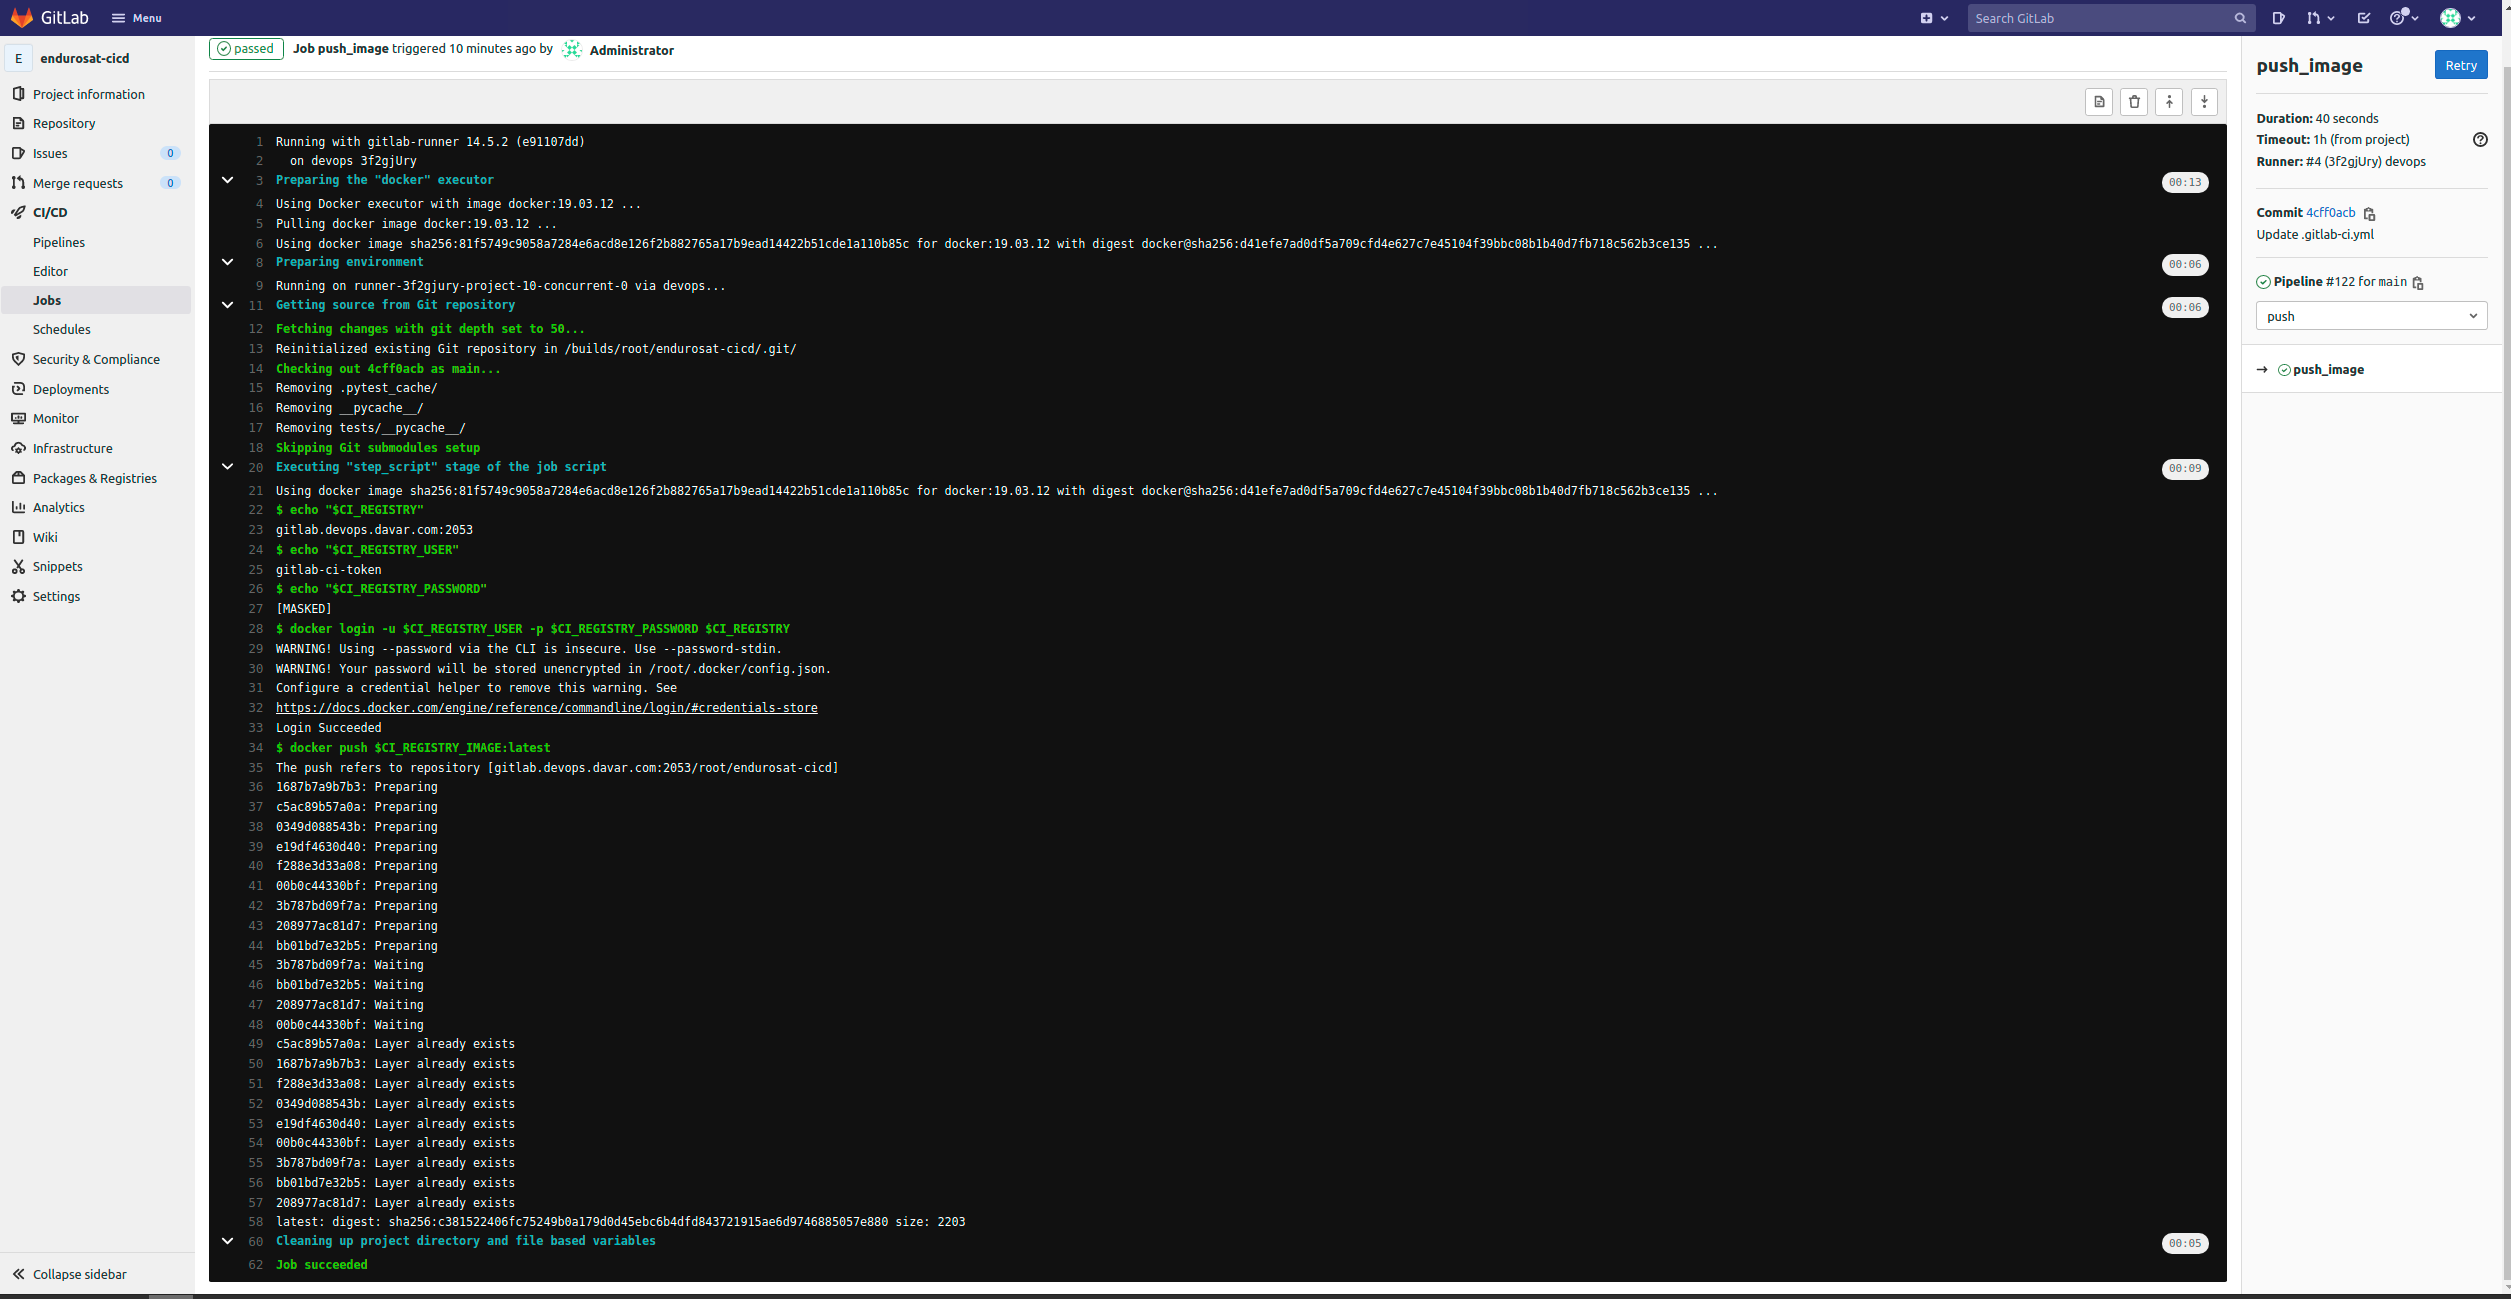 GitLab Menu Search GitLab
E endurosat-cicd
Project information
Repository
Issues 0
Merge requests 0
CI/CD
Pipelines
Editor
Jobs
Schedules
Security & Compliance
Deployments
Monitor
Infrastructure
Packages & Registries
Analytics
Wiki
Snippets
Settings
Collapse sidebar
passed Job push_image triggered 10 minutes ago by Administrator
1 Running with gitlab-runner 14.5.2 (e91107dd)
2 on devops 3f2gjUry
3 Preparing the "docker" executor 00:13
4 Using Docker executor with image docker:19.03.12 ...
5 Pulling docker image docker:19.03.12 ...
6 Using docker image sha256:81f5749c9058a7284e6acd8e126f2b882765a17b9ead14422b51cde1a110b85c for docker:19.03.12 with digest docker@sha256:d41efe7ad0df5a709cfd4e627c7e45104f39bbc08b1b40d7fb718c562b3ce135 ...
8 Preparing environment 00:06
9 Running on runner-3f2gjury-project-10-concurrent-0 via devops...
11 Getting source from Git repository 00:06
12 Fetching changes with git depth set to 50...
13 Reinitialized existing Git repository in /builds/root/endurosat-cicd/.git/
14 Checking out 4cff0acb as main...
15 Removing .pytest_cache/
16 Removing __pycache__/
17 Removing tests/__pycache__/
18 Skipping Git submodules setup
20 Executing "step_script" stage of the job script 00:09
21 Using docker image sha256:81f5749c9058a7284e6acd8e126f2b882765a17b9ead14422b51cde1a110b85c for docker:19.03.12 with digest docker@sha256:d41efe7ad0df5a709cfd4e627c7e45104f39bbc08b1b40d7fb718c562b3ce135 ...
22 $ echo "$CI_REGISTRY"
23 gitlab.devops.davar.com:2053
24 $ echo "$CI_REGISTRY_USER"
25 gitlab-ci-token
26 $ echo "$CI_REGISTRY_PASSWORD"
27 [MASKED]
28 $ docker login -u $CI_REGISTRY_USER -p $CI_REGISTRY_PASSWORD $CI_REGISTRY
29 WARNING! Using --password via the CLI is insecure. Use --password-stdin.
30 WARNING! Your password will be stored unencrypted in /root/.docker/config.json.
31 Configure a credential helper to remove this warning. See
32 https://docs.docker.com/engine/reference/commandline/login/#credentials-store
33 Login Succeeded
34 $ docker push $CI_REGISTRY_IMAGE:latest
35 The push refers to repository [gitlab.devops.davar.com:2053/root/endurosat-cicd]
36 1687b7a9b7b3: Preparing
37 c5ac89b57a0a: Preparing
38 0349d088543b: Preparing
39 e19df4630d40: Preparing
40 f288e3d33a08: Preparing
41 00b0c44330bf: Preparing
42 3b787bd09f7a: Preparing
43 208977ac81d7: Preparing
44 bb01bd7e32b5: Preparing
45 3b787bd09f7a: Waiting
46 bb01bd7e32b5: Waiting
47 208977ac81d7: Waiting
48 00b0c44330bf: Waiting
49 c5ac89b57a0a: Layer already exists
50 1687b7a9b7b3: Layer already exists
51 f288e3d33a08: Layer already exists
52 0349d088543b: Layer already exists
53 e19df4630d40: Layer already exists
54 00b0c44330bf: Layer already exists
55 3b787bd09f7a: Layer already exists
56 bb01bd7e32b5: Layer already exists
57 208977ac81d7: Layer already exists
58 latest: digest: sha256:c381522406fc75249b0a179d0d45ebc6b4dfd843721915ae6d9746885057e880 size: 2203
60 Cleaning up project directory and file based variables 00:05
62 Job succeeded
push_image Retry
Duration: 40 seconds
Timeout: 1h (from project)
Runner: #4 (3f2gjUry) devops
Commit 4cff0acb
Update .gitlab-ci.yml
Pipeline #122 for main
push
→ push_image